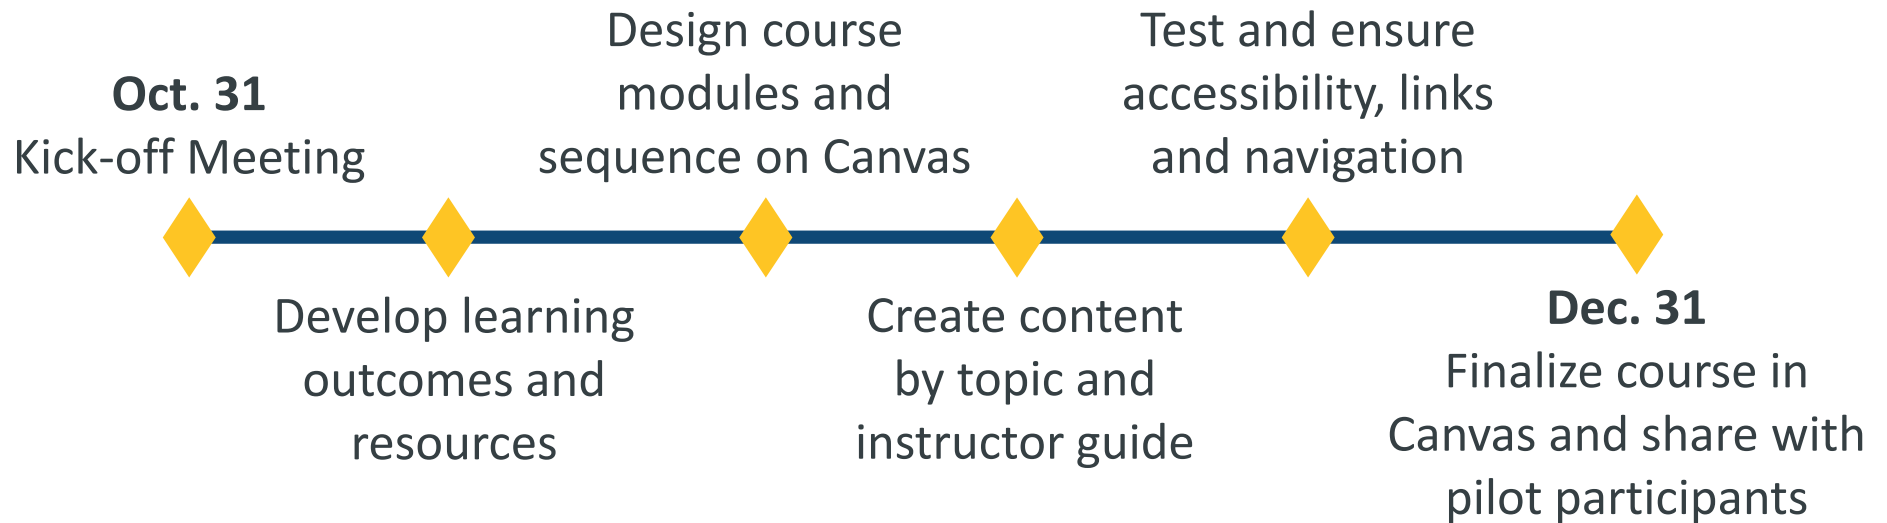 Oct. 31
Kick-off Meeting
Develop learning
outcomes and
resources
Design course
modules and
sequence on Canvas
Create content
by topic and
instructor guide
Test and ensure
accessibility, links
and navigation
Dec. 31
Finalize course in
Canvas and share with
pilot participants